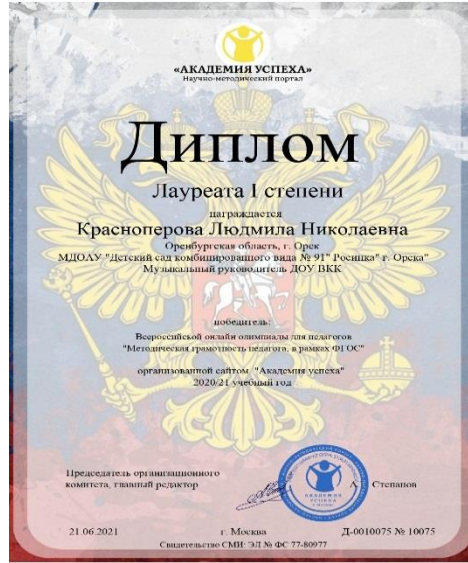 «АКАДЕМИЯ УСПЕХА»
Научно-методический портал
Диплом
Лауреата I степени
награждается
Красноперова Людмила Николаевна
Оренбургская область, г. Орск
МДОАУ "Детский сад комбинированного вида № 91" Росинка" г. Орска"
Музыкальный руководитель ДОУ ВКК
победитель:
Всероссийской онлайн олимпиады для педагогов
"Методическая грамотность педагога, в рамках ФГОС"
организованной сайтом "Академия успеха"
2020/21 учебный год
Председатель организационного
комитета, главный редактор
Степанов
АКАДЕМИЯ
УСПЕХА
21.06.2021 г. Москва Д-0010075 № 10075
Свидетельство СМИ: ЭЛ № ФС 77-80977